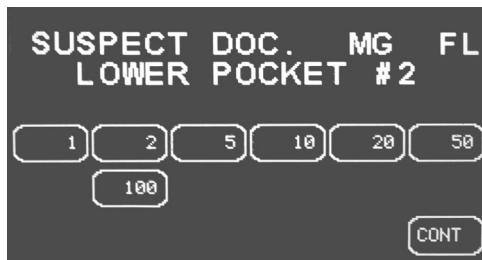 SUSPECT DOC. MG FL
LOWER POCKET #2
1 2 5 10 20 50
100
CONT